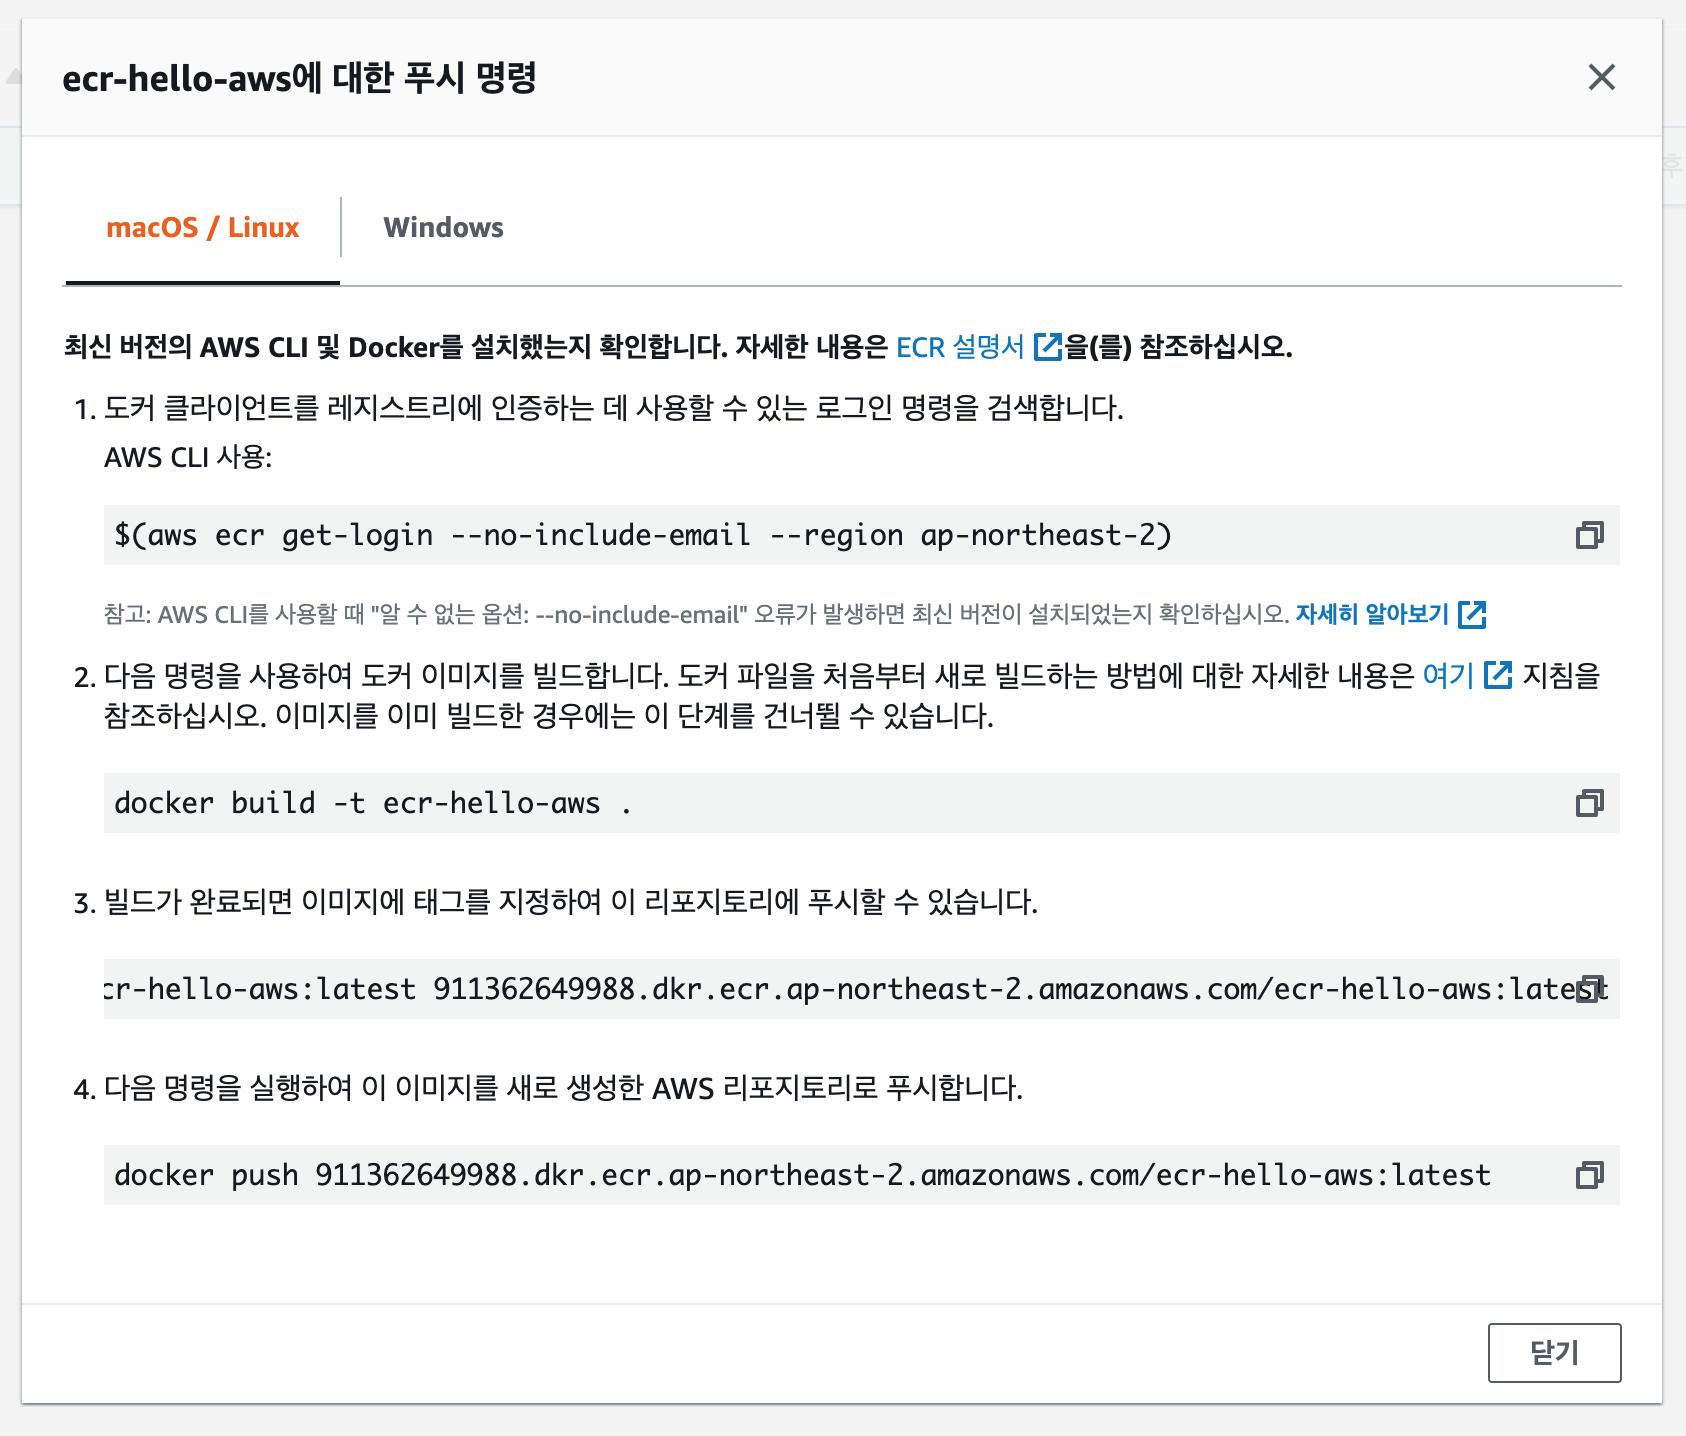 ecr-hello-aws에 대한 푸시 명령
후
macOS / Linux
Windows
최신 버전의 AWS CLI 및 Docker를 설치했는지 확인합니다. 자세한 내용은 ECR 설명서 을(를) 참조하십시오.
1. 도커 클라이언트를 레지스트리에 인증하는 데 사용할 수 있는 로그인 명령을 검색합니다.
AWS CLI 사용:
$(aws ecr get-login --no-include-email --region ap-northeast-2)
참고: AWS CLI를 사용할 때 "알 수 없는 옵션: --no-include-email" 오류가 발생하면 최신 버전이 설치되었는지 확인하십시오. 자세히 알아보기
2. 다음 명령을 사용하여 도커 이미지를 빌드합니다. 도커 파일을 처음부터 새로 빌드하는 방법에 대한 자세한 내용은 여기 지침을
참조하십시오. 이미지를 이미 빌드한 경우에는 이 단계를 건너뛸 수 있습니다.
docker build -t ecr-hello-aws .
3. 빌드가 완료되면 이미지에 태그를 지정하여 이 리포지토리에 푸시할 수 있습니다.
cr-hello-aws:latest 911362649988.dkr.ecr.ap-northeast-2.amazonaws.com/ecr-hello-aws:latest
4. 다음 명령을 실행하여 이 이미지를 새로 생성한 AWS 리포지토리로 푸시합니다.
docker push 911362649988.dkr.ecr.ap-northeast-2.amazonaws.com/ecr-hello-aws:latest
닫기